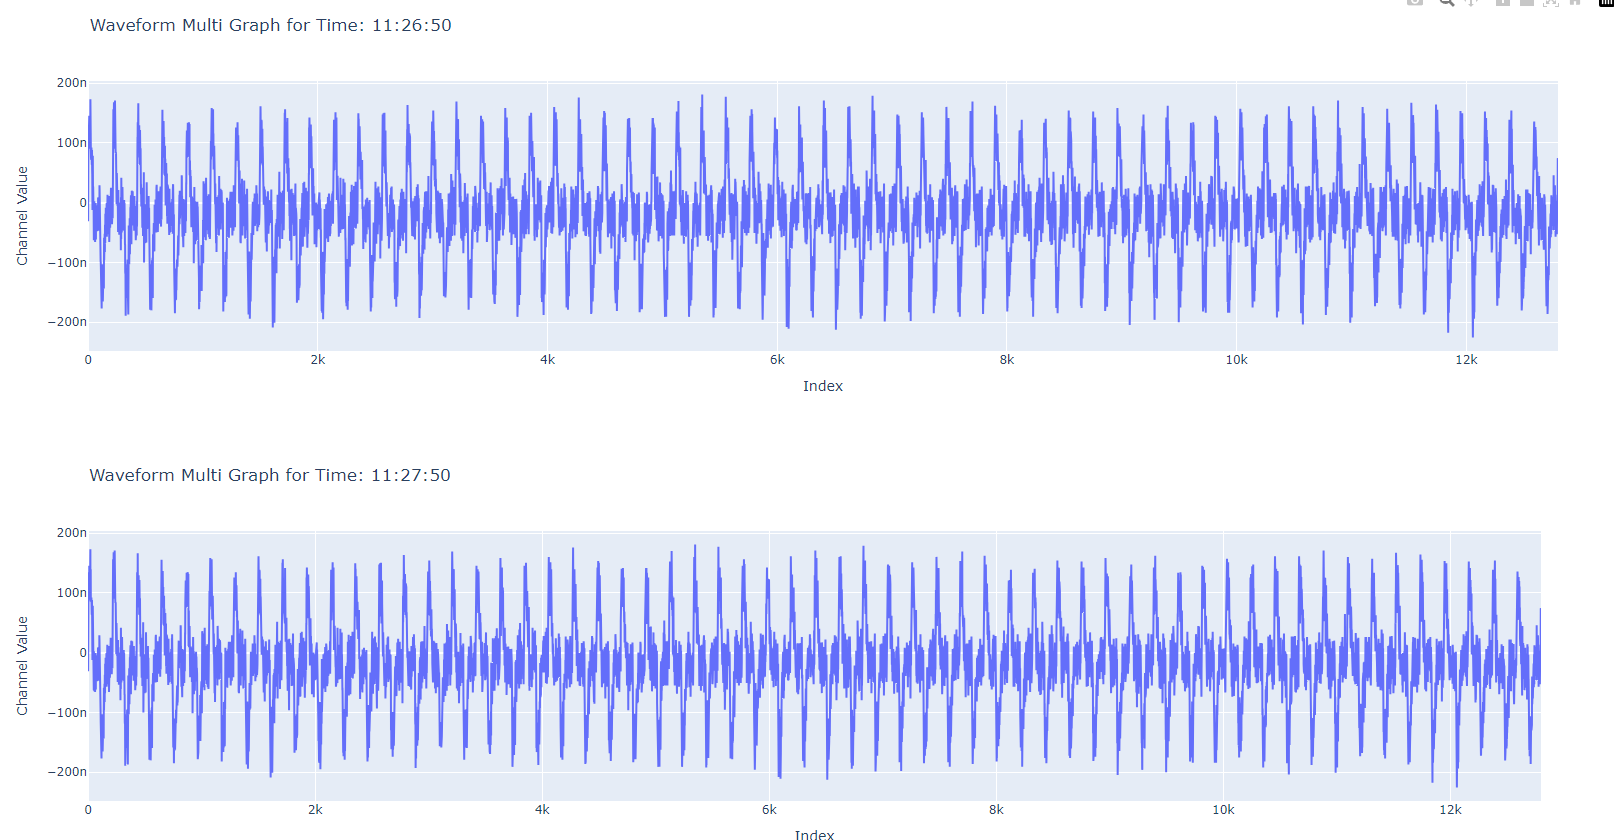 Waveform Multi Graph for Time: 11:26:50
200n
100n
0
−100n
−200n
Channel Value
0 2k 4k 6k 8k 10k 12k
Index
Waveform Multi Graph for Time: 11:27:50
200n
100n
0
−100n
−200n
Channel Value
0 2k 4k 6k 8k 10k 12k
Index